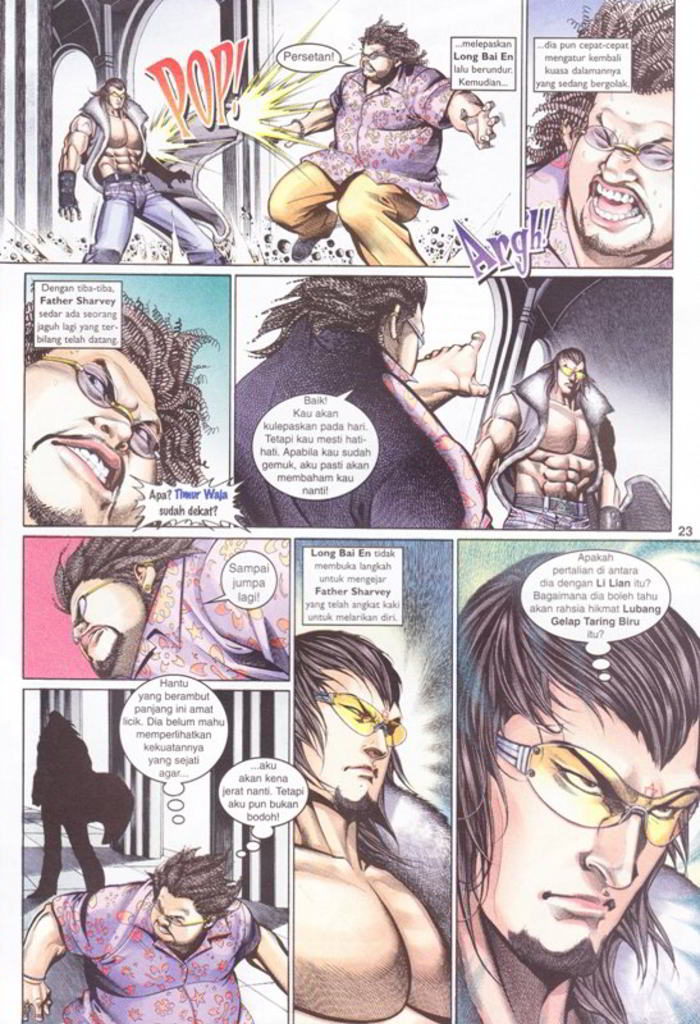 POP!
Persetan!
...melepaskan
Long Bai En
lalu berundur.
Kemudian...
...dia pun cepat-cepat
mengatur kembali
kuasa dalamannya
yang sedang bergolak.
Argh!
Dengan tiba-tiba,
Father Sharvey
sedar ada seorang
jaguh lagi yang ter-
bilang telah datang.
Apa? Timur Waja
sudah dekat?
Baik!
Kau akan
kulepaskan pada hari.
Tetapi kau mesti hati-
hati. Apabila kau sudah
gemuk, aku pasti akan
membaham kau
nanti!
23
Sampai
jumpa
lagi!
Long Bai En tidak
membuka langkah
untuk mengejar
Father Sharvey
yang telah angkat kaki
untuk melarikan diri.
Apakah
pertalian di antara
dia dengan Li Lian itu?
Bagaimana dia boleh tahu
akan rahsia hikmat Lubang
Gelap Taring Biru
itu?
Hantu
yang berambut
panjang ini amat
licik. Dia belum mahu
memperlihatkan
kekuatannya
yang sejati
agar...
...aku
akan kena
jerat nanti. Tetapi
aku pun bukan
bodoh!